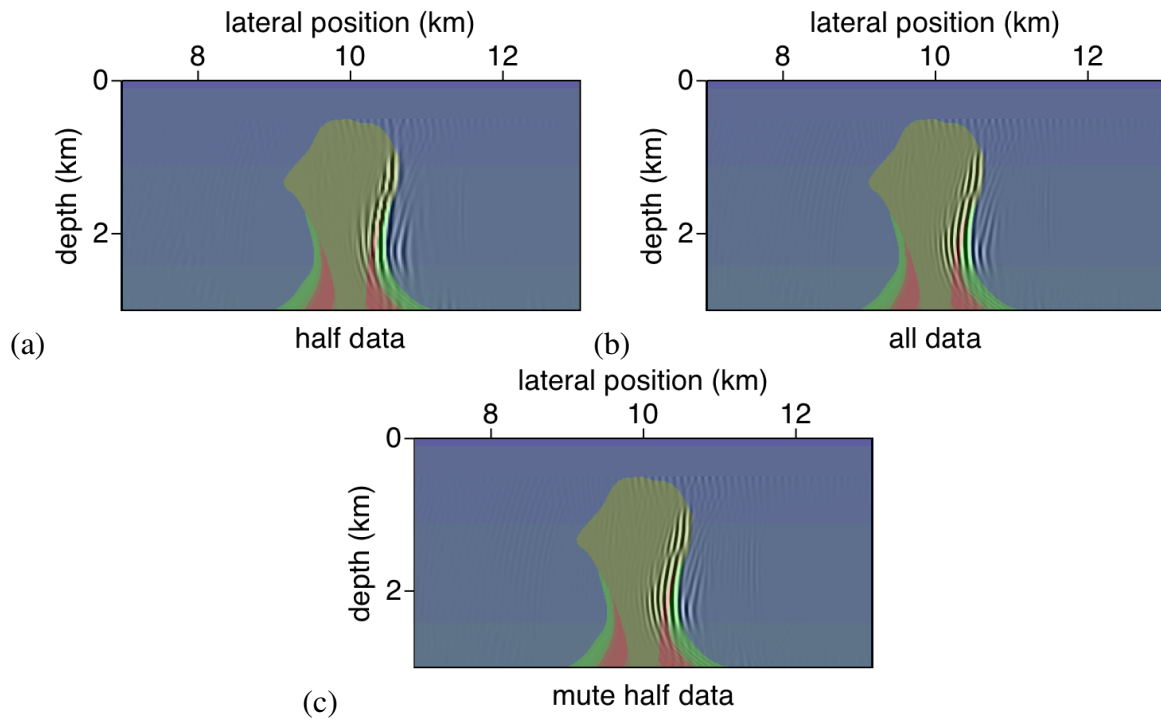 lateral position (km)
8 10 12
0
depth (km)
2
(a)
half data
lateral position (km)
8 10 12
0
depth (km)
2
(b)
all data
lateral position (km)
8 10 12
0
depth (km)
2
(c)
mute half data